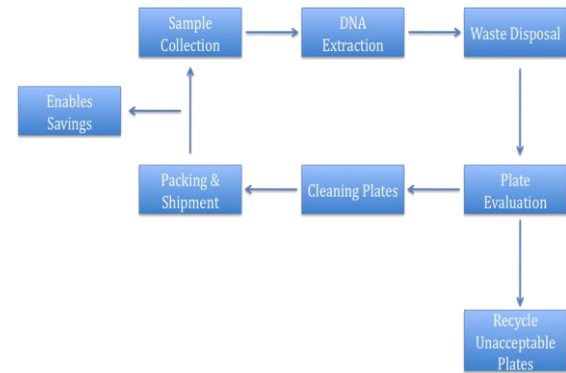 Sample
Collection
DNA
Extraction
Waste Disposal
Enables
Savings
Packing &
Shipment
Cleaning Plates
Plate
Evaluation
Recycle
Unacceptable
Plates